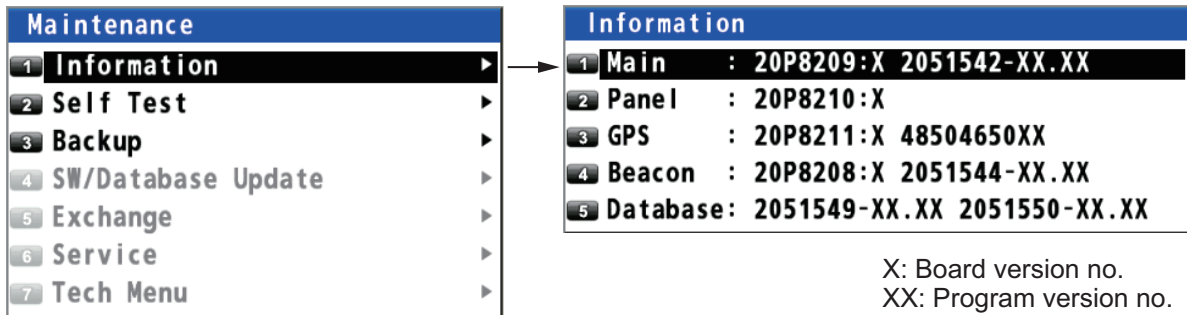 Maintenance
1 Information
2 Self Test
3 Backup
4 SW/Database Update
5 Exchange
6 Service
7 Tech Menu
Information
1 Main : 20P8209:X 2051542-XX.XX
2 Panel : 20P8210:X
3 GPS : 20P8211:X 48504650XX
4 Beacon : 20P8208:X 2051544-XX.XX
5 Database: 2051549-XX.XX 2051550-XX.XX
X: Board version no.
XX: Program version no.